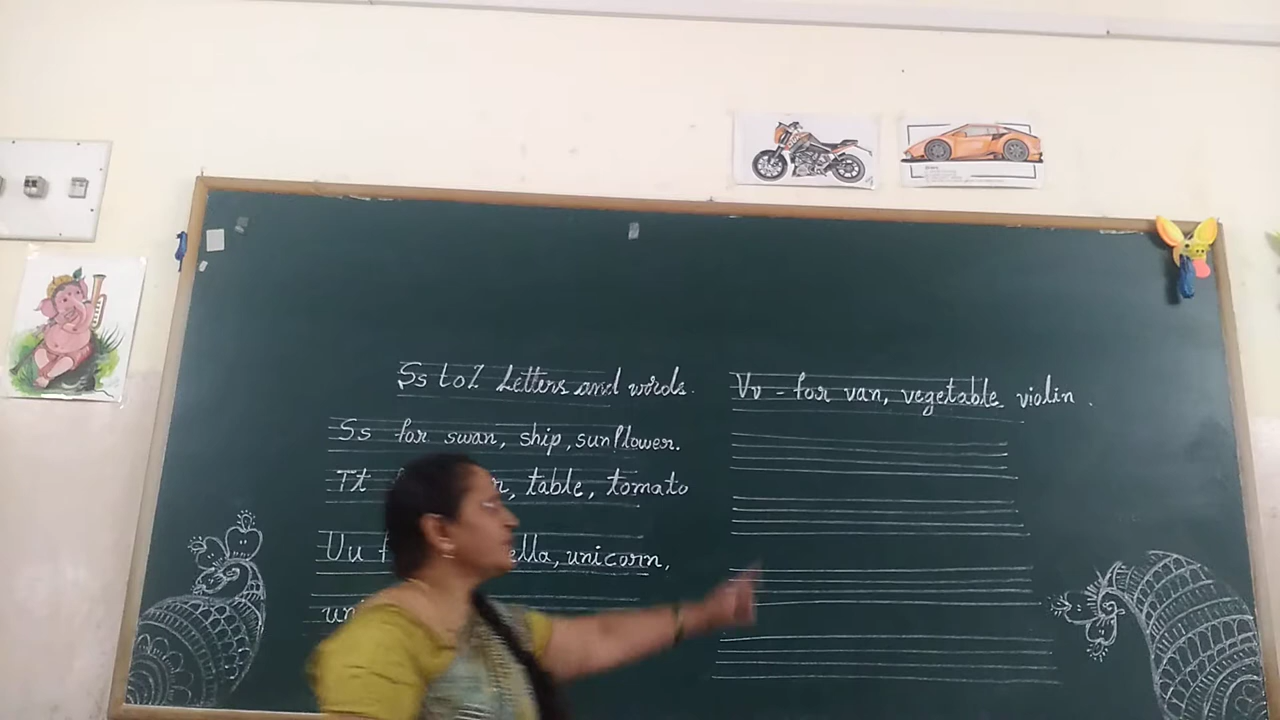 Ss to Z Letters and words.
Ss for swan, ship, sunflower.
Tt table, tomato
Uu unicorn,
Vv - for van, vegetable violin.